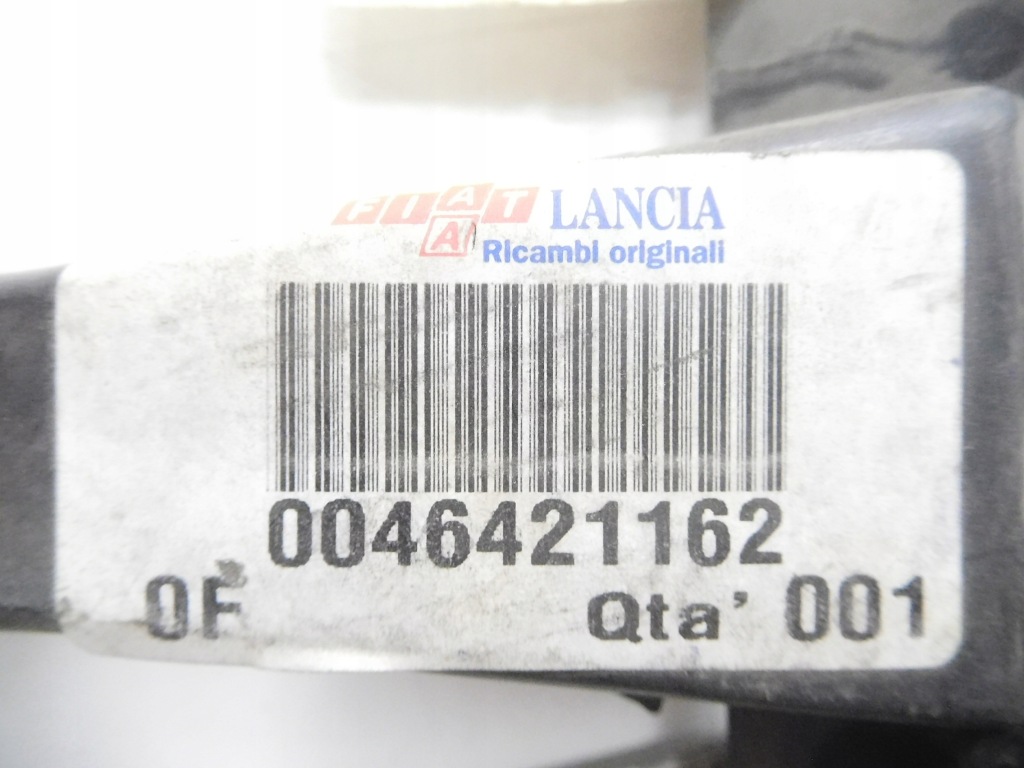 FIAT LANCIA
A
Ricambi originali
0046421162
0F Qta' 001